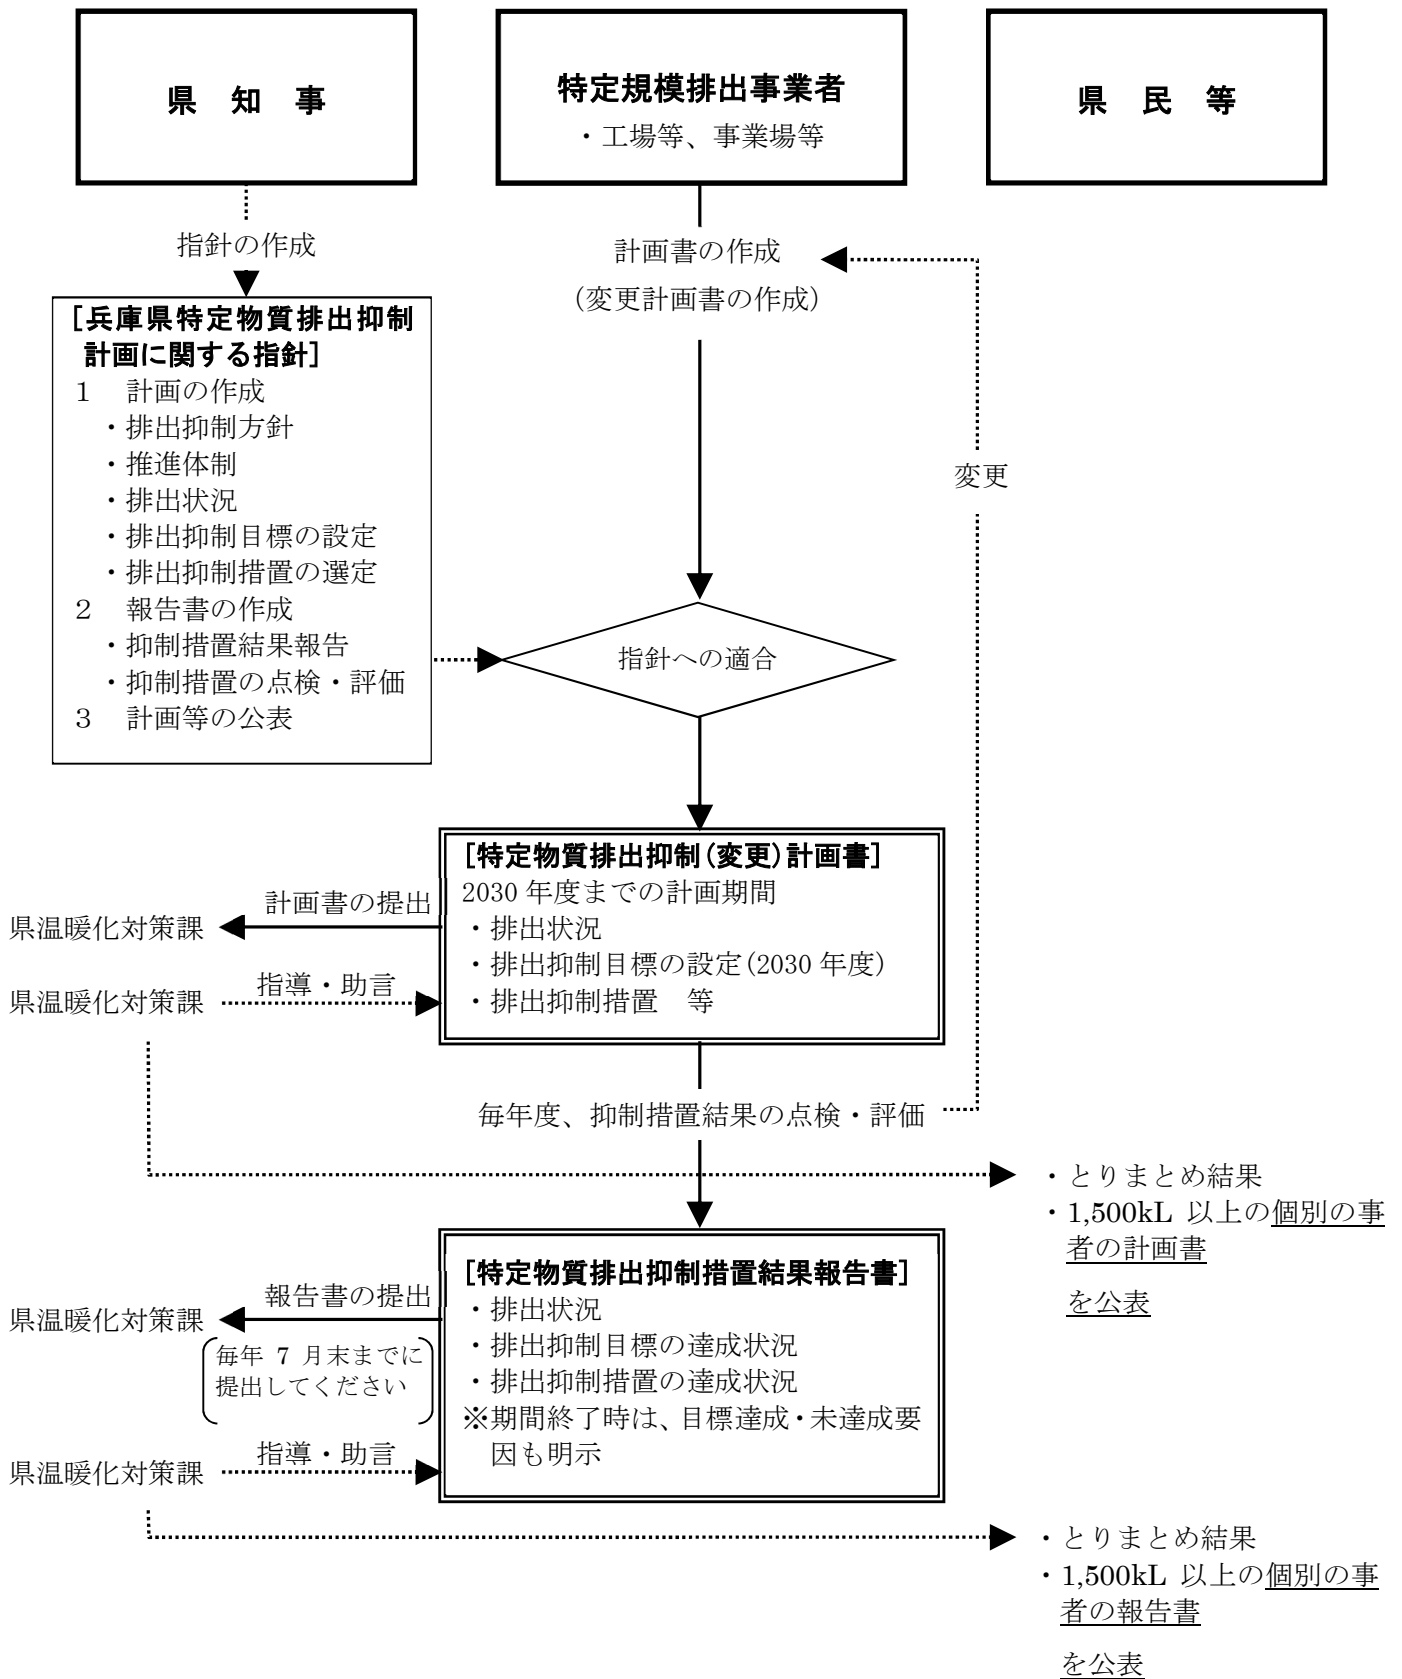 県 知 事
特定規模排出事業者
・工場等、事業場等
県 民 等
指針の作成
計画書の作成
(変更計画書の作成)
[兵庫県特定物質排出抑制
計画に関する指針]
1 計画の作成
・排出抑制方針
・推進体制
・排出状況
・排出抑制目標の設定
・排出抑制措置の選定
2 報告書の作成
・抑制措置結果報告
・抑制措置の点検・評価
3 計画等の公表
変更
指針への適合
[特定物質排出抑制(変更)計画書]
2030 年度までの計画期間
・排出状況
・排出抑制目標の設定(2030 年度)
・排出抑制措置 等
計画書の提出
県温暖化対策課
指導・助言
県温暖化対策課
毎年度、抑制措置結果の点検・評価
・とりまとめ結果
・1,500kL 以上の個別の事
者の計画書
を公表
[特定物質排出抑制措置結果報告書]
・排出状況
・排出抑制目標の達成状況
・排出抑制措置の達成状況
※期間終了時は、目標達成・未達成要
因も明示
報告書の提出
県温暖化対策課
毎年 7 月末までに
提出してください
指導・助言
県温暖化対策課
・とりまとめ結果
・1,500kL 以上の個別の事
者の報告書
を公表